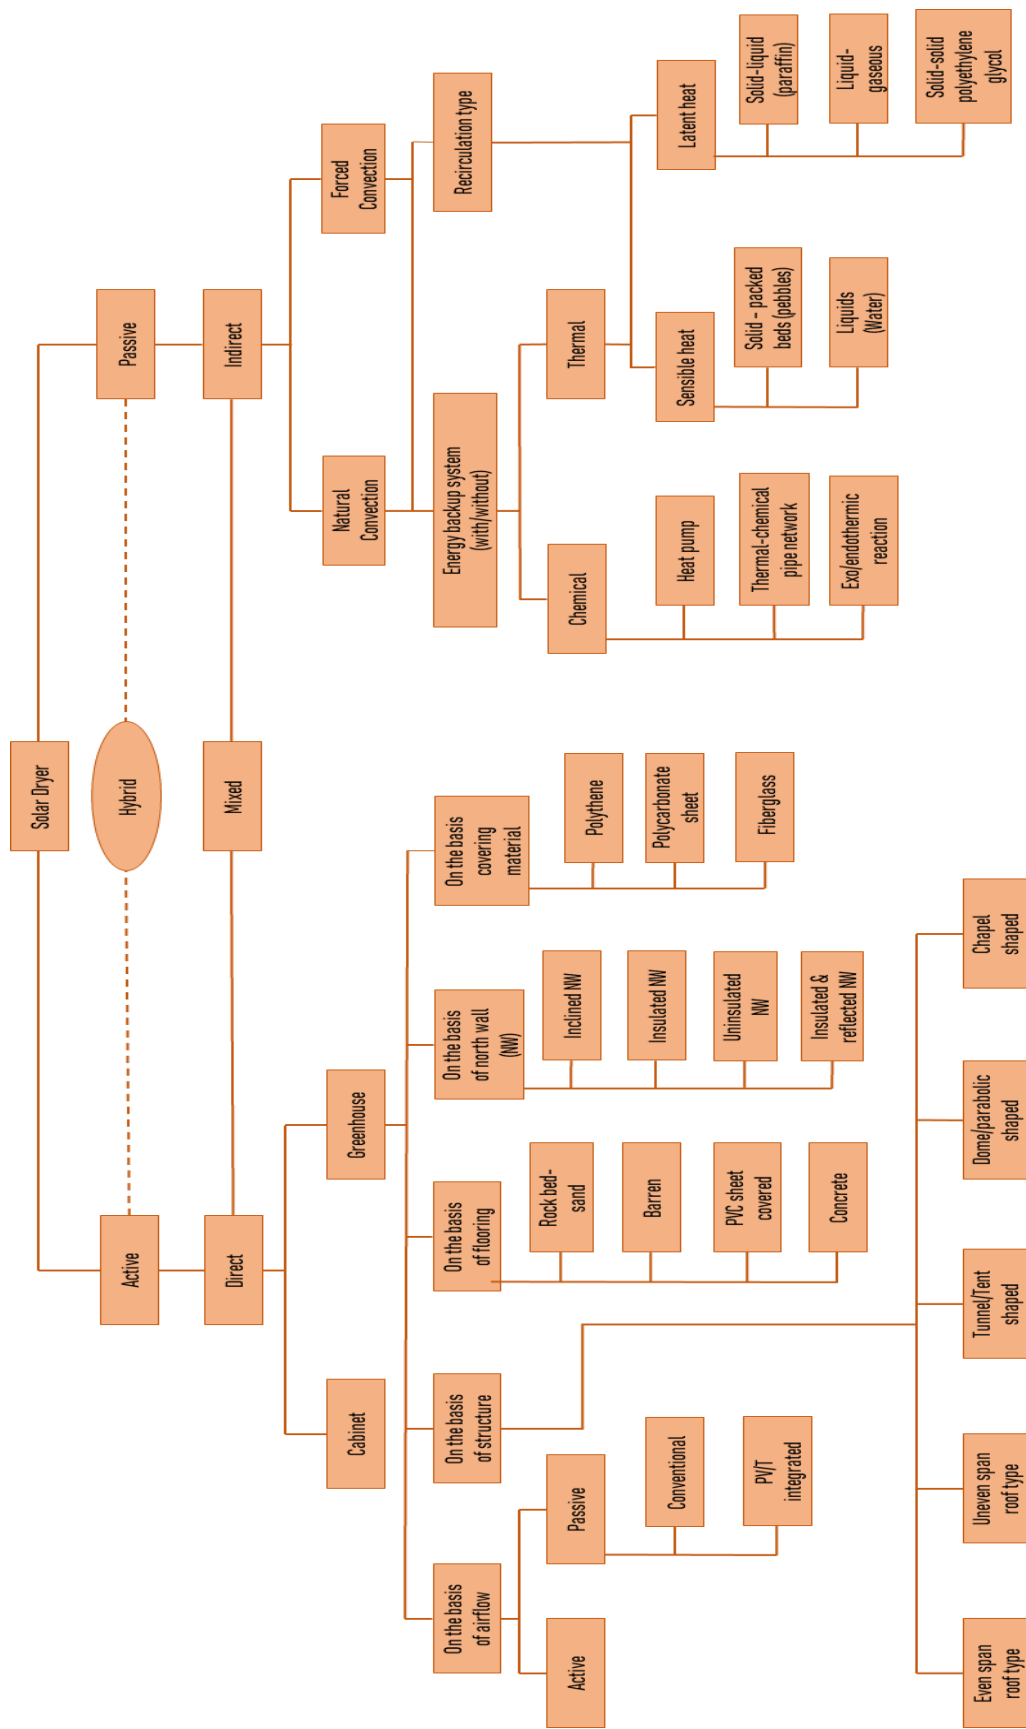 Solar Dryer
Active
Hybrid
Passive
Direct
Mixed
Indirect
Cabinet
Greenhouse
Natural
Convection
Forced
Convection
On the basis
of airflow
On the basis
of structure
On the basis
of flooring
On the basis
of north wall
(NW)
On the basis
covering
material
Energy backup system
(with/without)
Recirculation type
Active
Passive
Conventional
PV/T
integrated
Rock bed-
sand
Barren
PVC sheet
covered
Concrete
Inclined NW
Insulated NW
Uninsulated
NW
Insulated &
reflected NW
Polythene
Polycarbonate
sheet
Fiberglass
Chemical
Thermal
Heat pump
Thermal-chemical
pipe network
Exo/endothermic
reaction
Sensible heat
Solid – packed
beds (pebbles)
Liquids
(Water)
Latent heat
Solid-liquid
(paraffin)
Liquid-
gaseous
Solid-solid
polyethylene
glycol
Even span
roof type
Uneven span
roof type
Tunnel/Tent
shaped
Dome/parabolic
shaped
Chapel
shaped